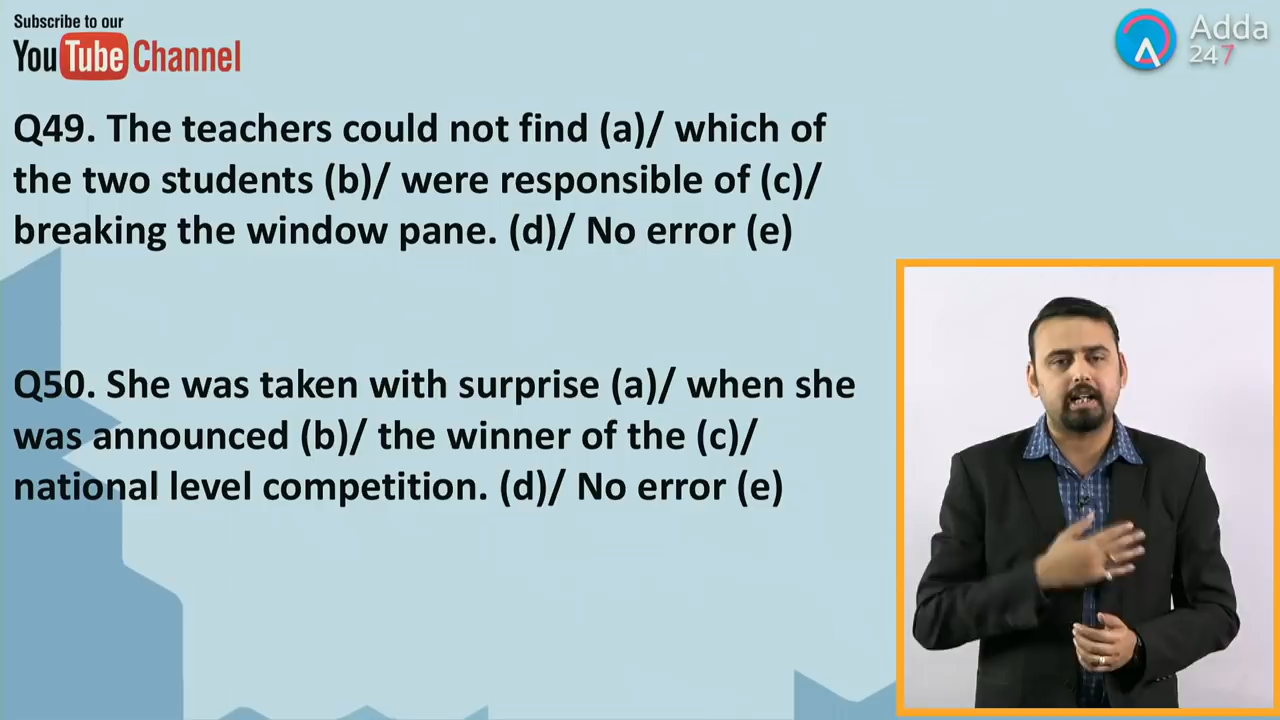 Subscribe to our
YouTube Channel
Adda
247
Q49. The teachers could not find (a)/ which of
the two students (b)/ were responsible of (c)/
breaking the window pane. (d)/ No error (e)
Q50. She was taken with surprise (a)/ when she
was announced (b)/ the winner of the (c)/
national level competition. (d)/ No error (e)